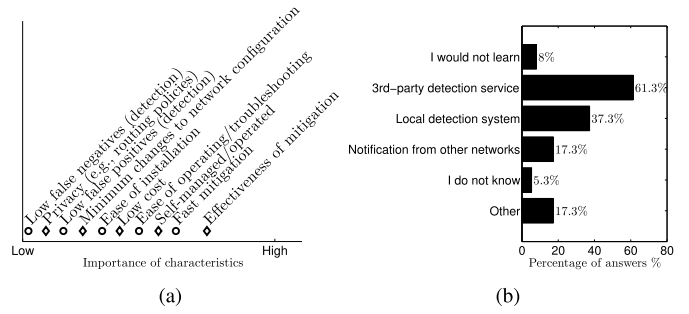 Low false negatives (detection)
Privacy (e.g., routing policies)
Low false positives (detection)
Minimum changes to network configuration
Ease of installation
Low cost
Ease of operating/troubleshooting
Self-managed/operated
Fast mitigation
Effectiveness of mitigation
Low High
Importance of characteristics
(a)
I would not learn 8%
3rd-party detection service 61.3%
Local detection system 37.3%
Notification from other networks 17.3%
I do not know 5.3%
Other 17.3%
0 20 40 60 80
Percentage of answers %
(b)